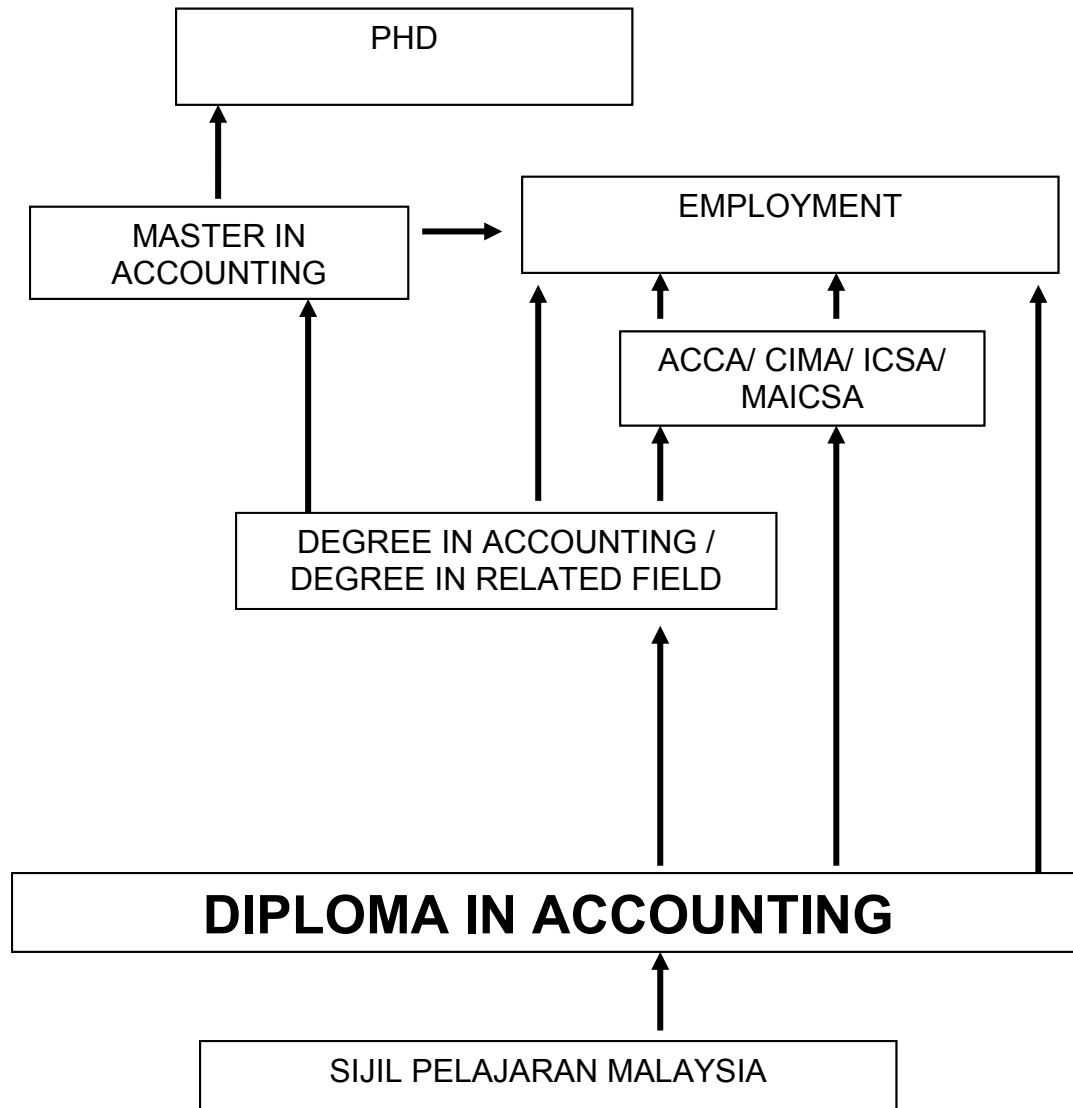 PHD
EMPLOYMENT
MASTER IN
ACCOUNTING
ACCA/ CIMA/ ICSA/
MAICSA
DEGREE IN ACCOUNTING /
DEGREE IN RELATED FIELD
DIPLOMA IN ACCOUNTING
SIJIL PELAJARAN MALAYSIA